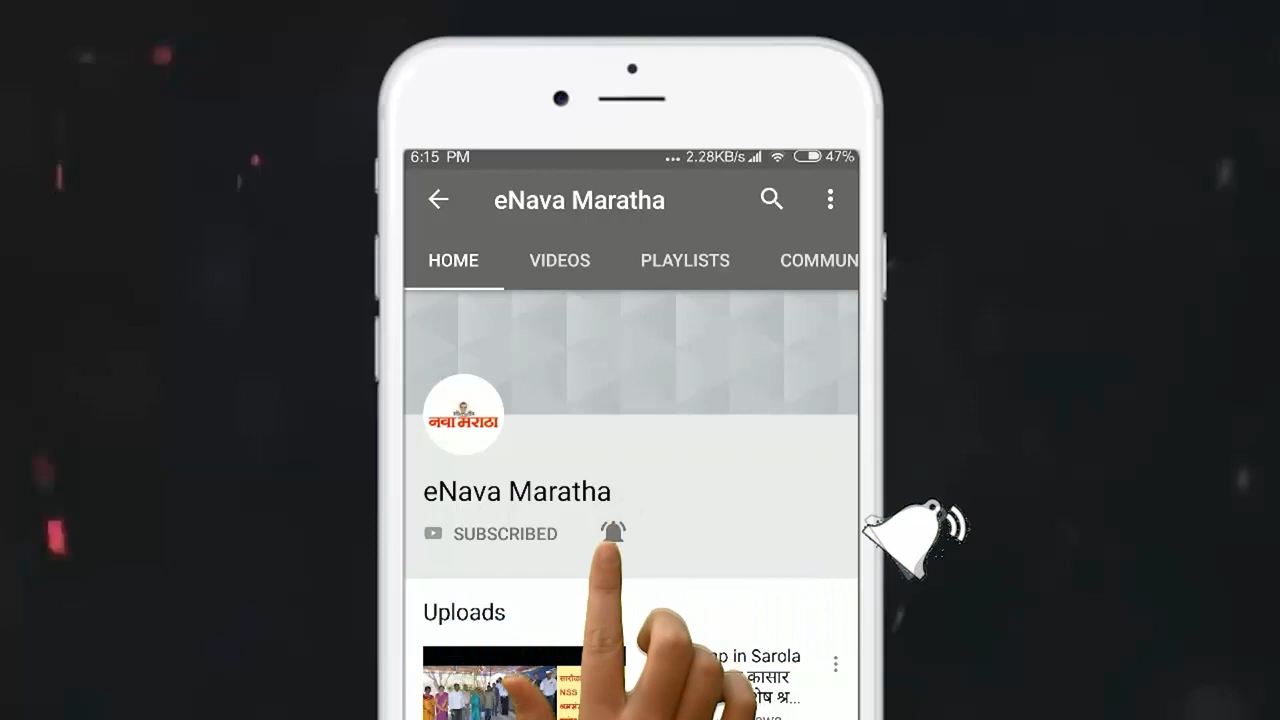 6:15 PM ... 2.28KB/s 47%
eNava Maratha
HOME VIDEOS PLAYLISTS COMMUN
नवा मराठा
eNava Maratha
SUBSCRIBED
Uploads
in Sarola
कासार
NSS